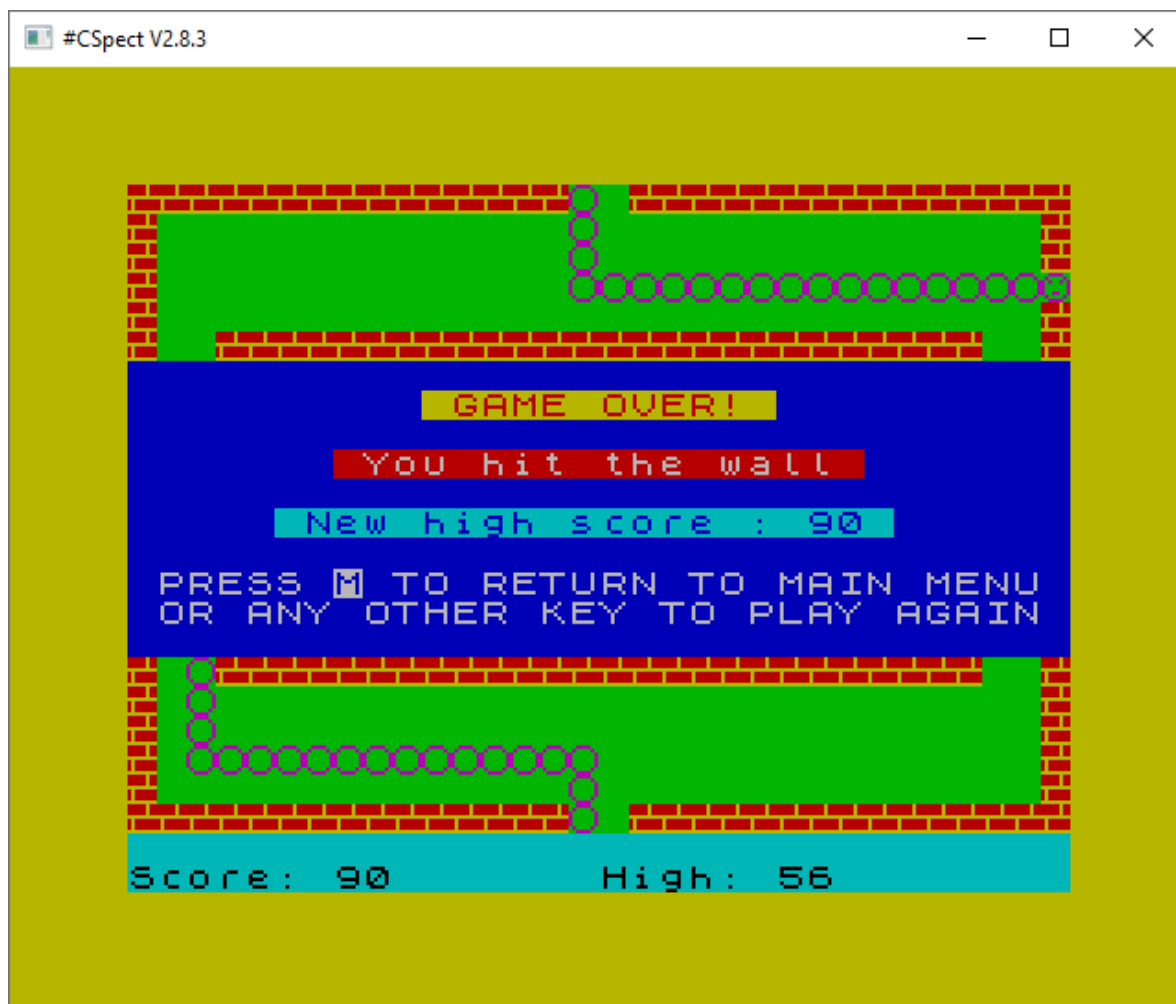 #CSpect V2.8.3
GAME OVER!
You hit the wall
New high score : 90
PRESS M TO RETURN TO MAIN MENU
OR ANY OTHER KEY TO PLAY AGAIN
Score: 90 High: 56